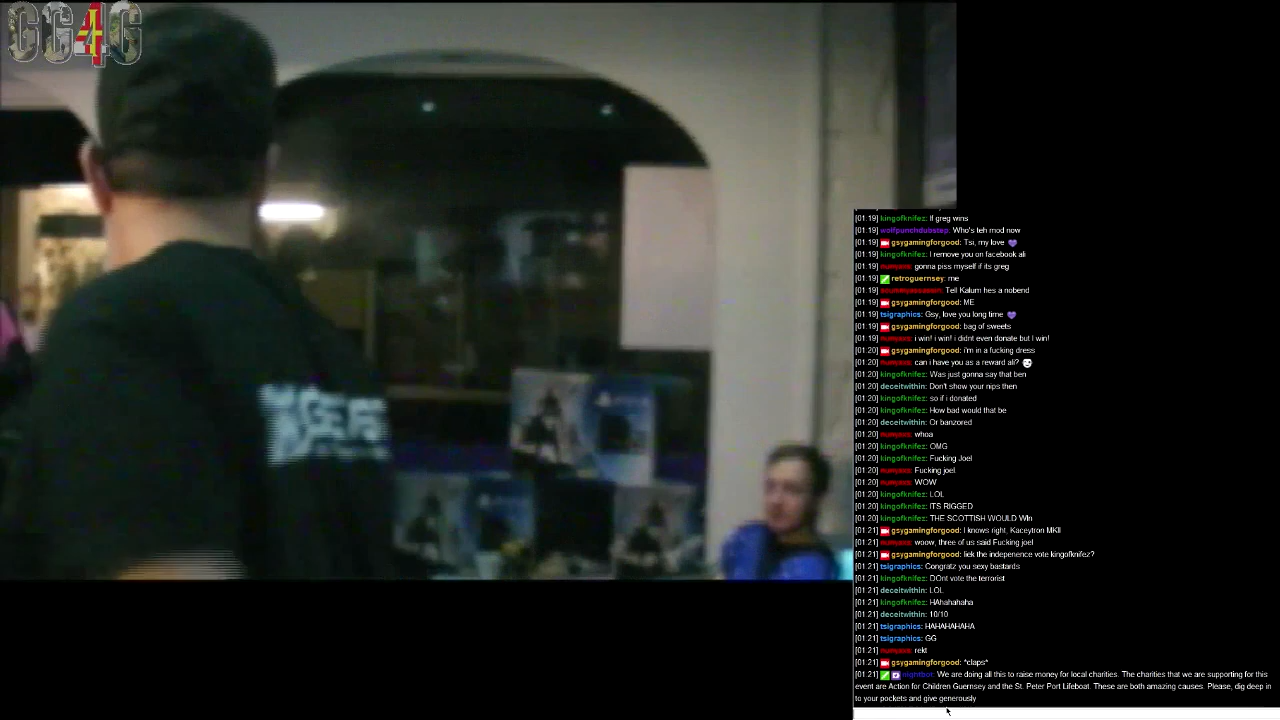 GG4G
[01:19] kingofknifez: If greg wins
[01:19] wolfpunchdubstep: Who's teh mod now
[01:19] gsygamingforgood: Tsi, my love
[01:19] kingofknifez: I remove you on facebook ali
[01:19] gonna piss myself if its greg
[01:19] retroguernsey: me
[01:19] Tell Kalum hes a nobend
[01:19] gsygamingforgood: ME
[01:19] tsigraphics: Gsy, love you long time
[01:19] gsygamingforgood: bag of sweets
[01:19] i win! i win! i didnt even donate but I win!
[01:20] gsygamingforgood: i'm in a fucking dress
[01:20] can i have you as a reward ali?
[01:20] kingofknifez: Was just gonna say that ben
[01:20] deceitwithin: Don't show your nips then
[01:20] kingofknifez: so if i donated
[01:20] kingofknifez: How bad would that be
[01:20] deceitwithin: Or banzored
[01:20] whoa
[01:20] kingofknifez: OMG
[01:20] kingofknifez: Fucking Joel
[01:20] Fucking joel
[01:20] WOW
[01:20] kingofknifez: LOL
[01:20] kingofknifez: ITS RIGGED
[01:20] kingofknifez: THE SCOTTISH WOULD WIn
[01:21] gsygamingforgood: I knows right, Kaceytron MKII
[01:21] woow, three of us said Fucking joel
[01:21] gsygamingforgood: liek the indepenence vote kingofknifez?
[01:21] tsigraphics: Congratz you sexy bastards
[01:21] kingofknifez: DOnt vote the terrorist
[01:21] deceitwithin: LOL
[01:21] kingofknifez: HAhahahaha
[01:21] deceitwithin: 10/10
[01:21] tsigraphics: HAHAHAHAHA
[01:21] tsigraphics: GG
[01:21] rekt
[01:21] gsygamingforgood: *claps*
[01:21] nightbot: We are doing all this to raise money for local charities. The charities that we are supporting for this
event are Action for Children Guernsey and the St. Peter Port Lifeboat. These are both amazing causes. Please, dig deep in
to your pockets and give generously